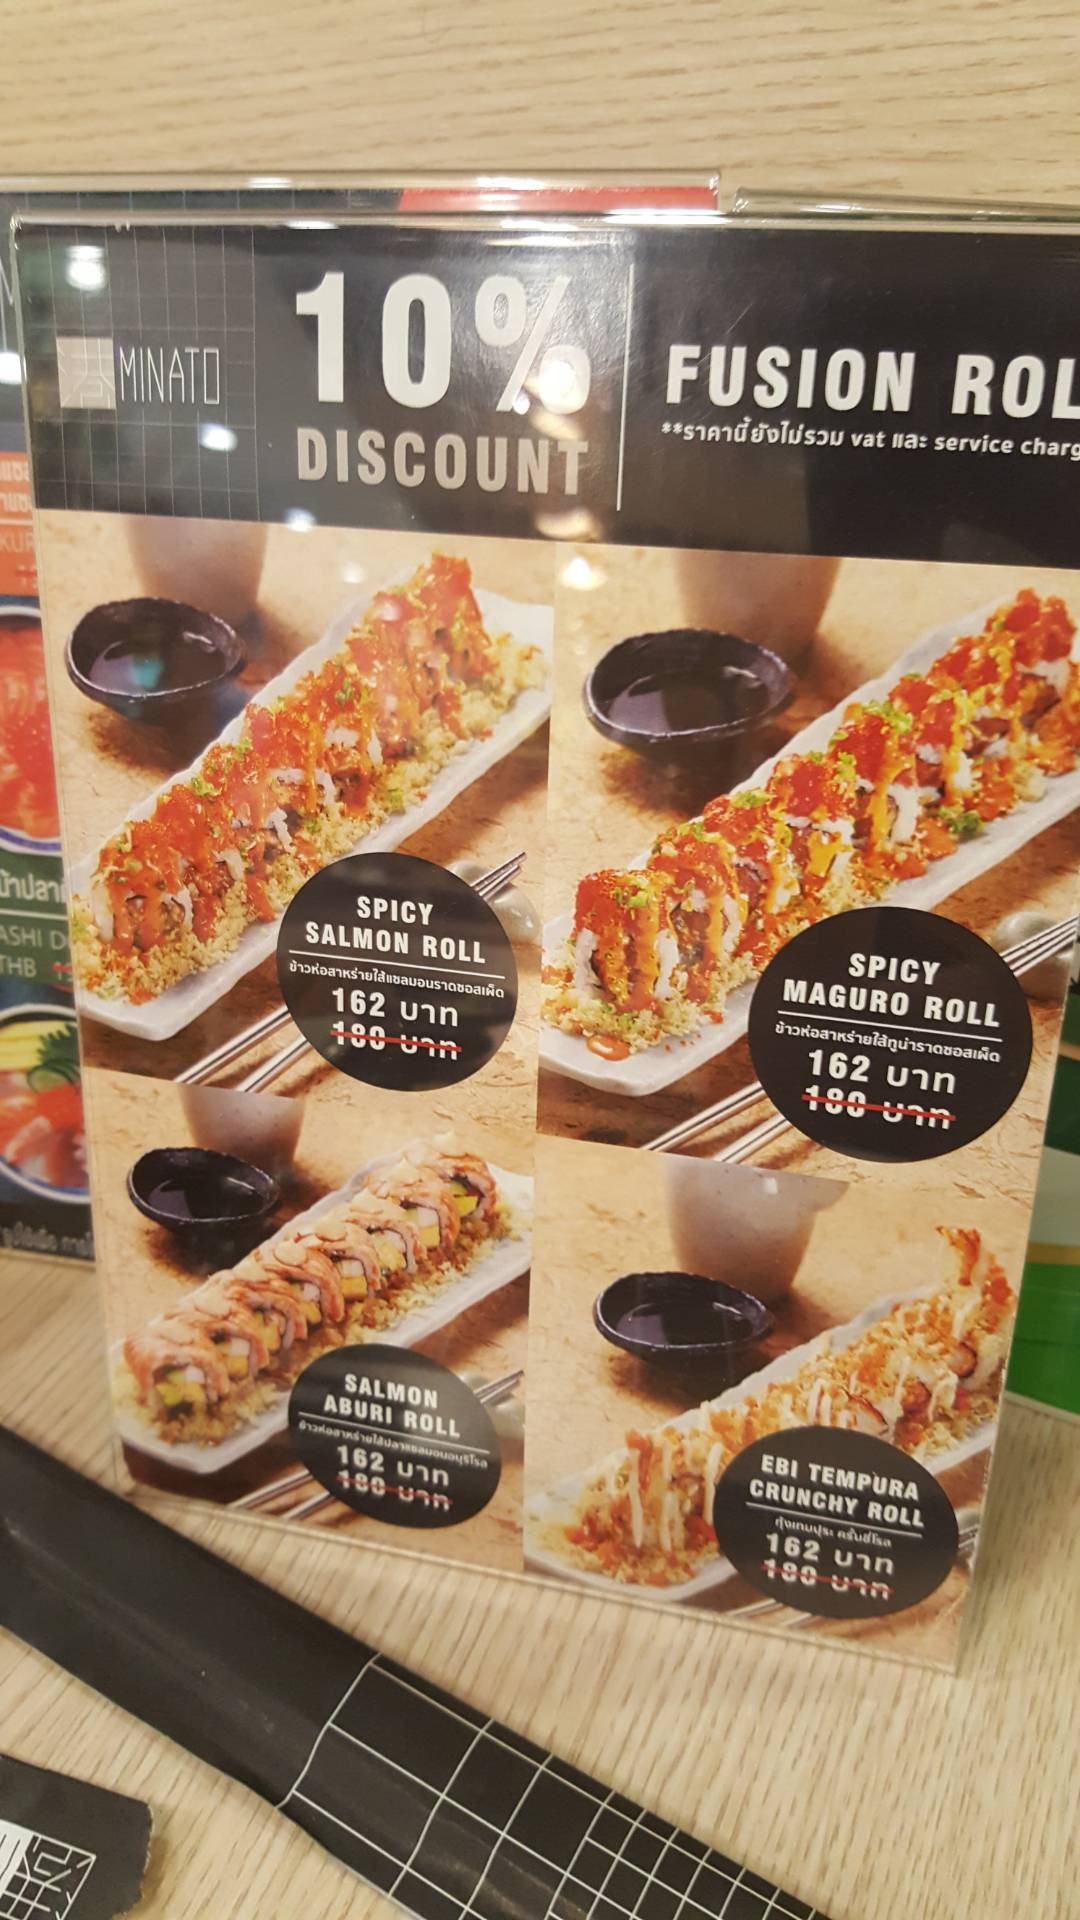 MINATO
10%
DISCOUNT
FUSION ROL
**ราคานี้ยังไม่รวม vat และ service charg
SPICY
SALMON ROLL
ข้าวห่อสาหร่ายไส้แซลมอนราดซอสเผ็ด
162 บาท
180 บาท
SPICY
MAGURO ROLL
ข้าวห่อสาหร่ายไส้ทูน่าราดซอสเผ็ด
162 บาท
180 บาท
SALMON
ABURI ROLL
ข้าวห่อสาหร่ายไส้ปลาแซลมอนอบุริโรล
162 บาท
180 บาท
EBI TEMPURA
CRUNCHY ROLL
กุ้งเทมปุระ ครันชี่โรล
162 บาท
180 บาท
THB